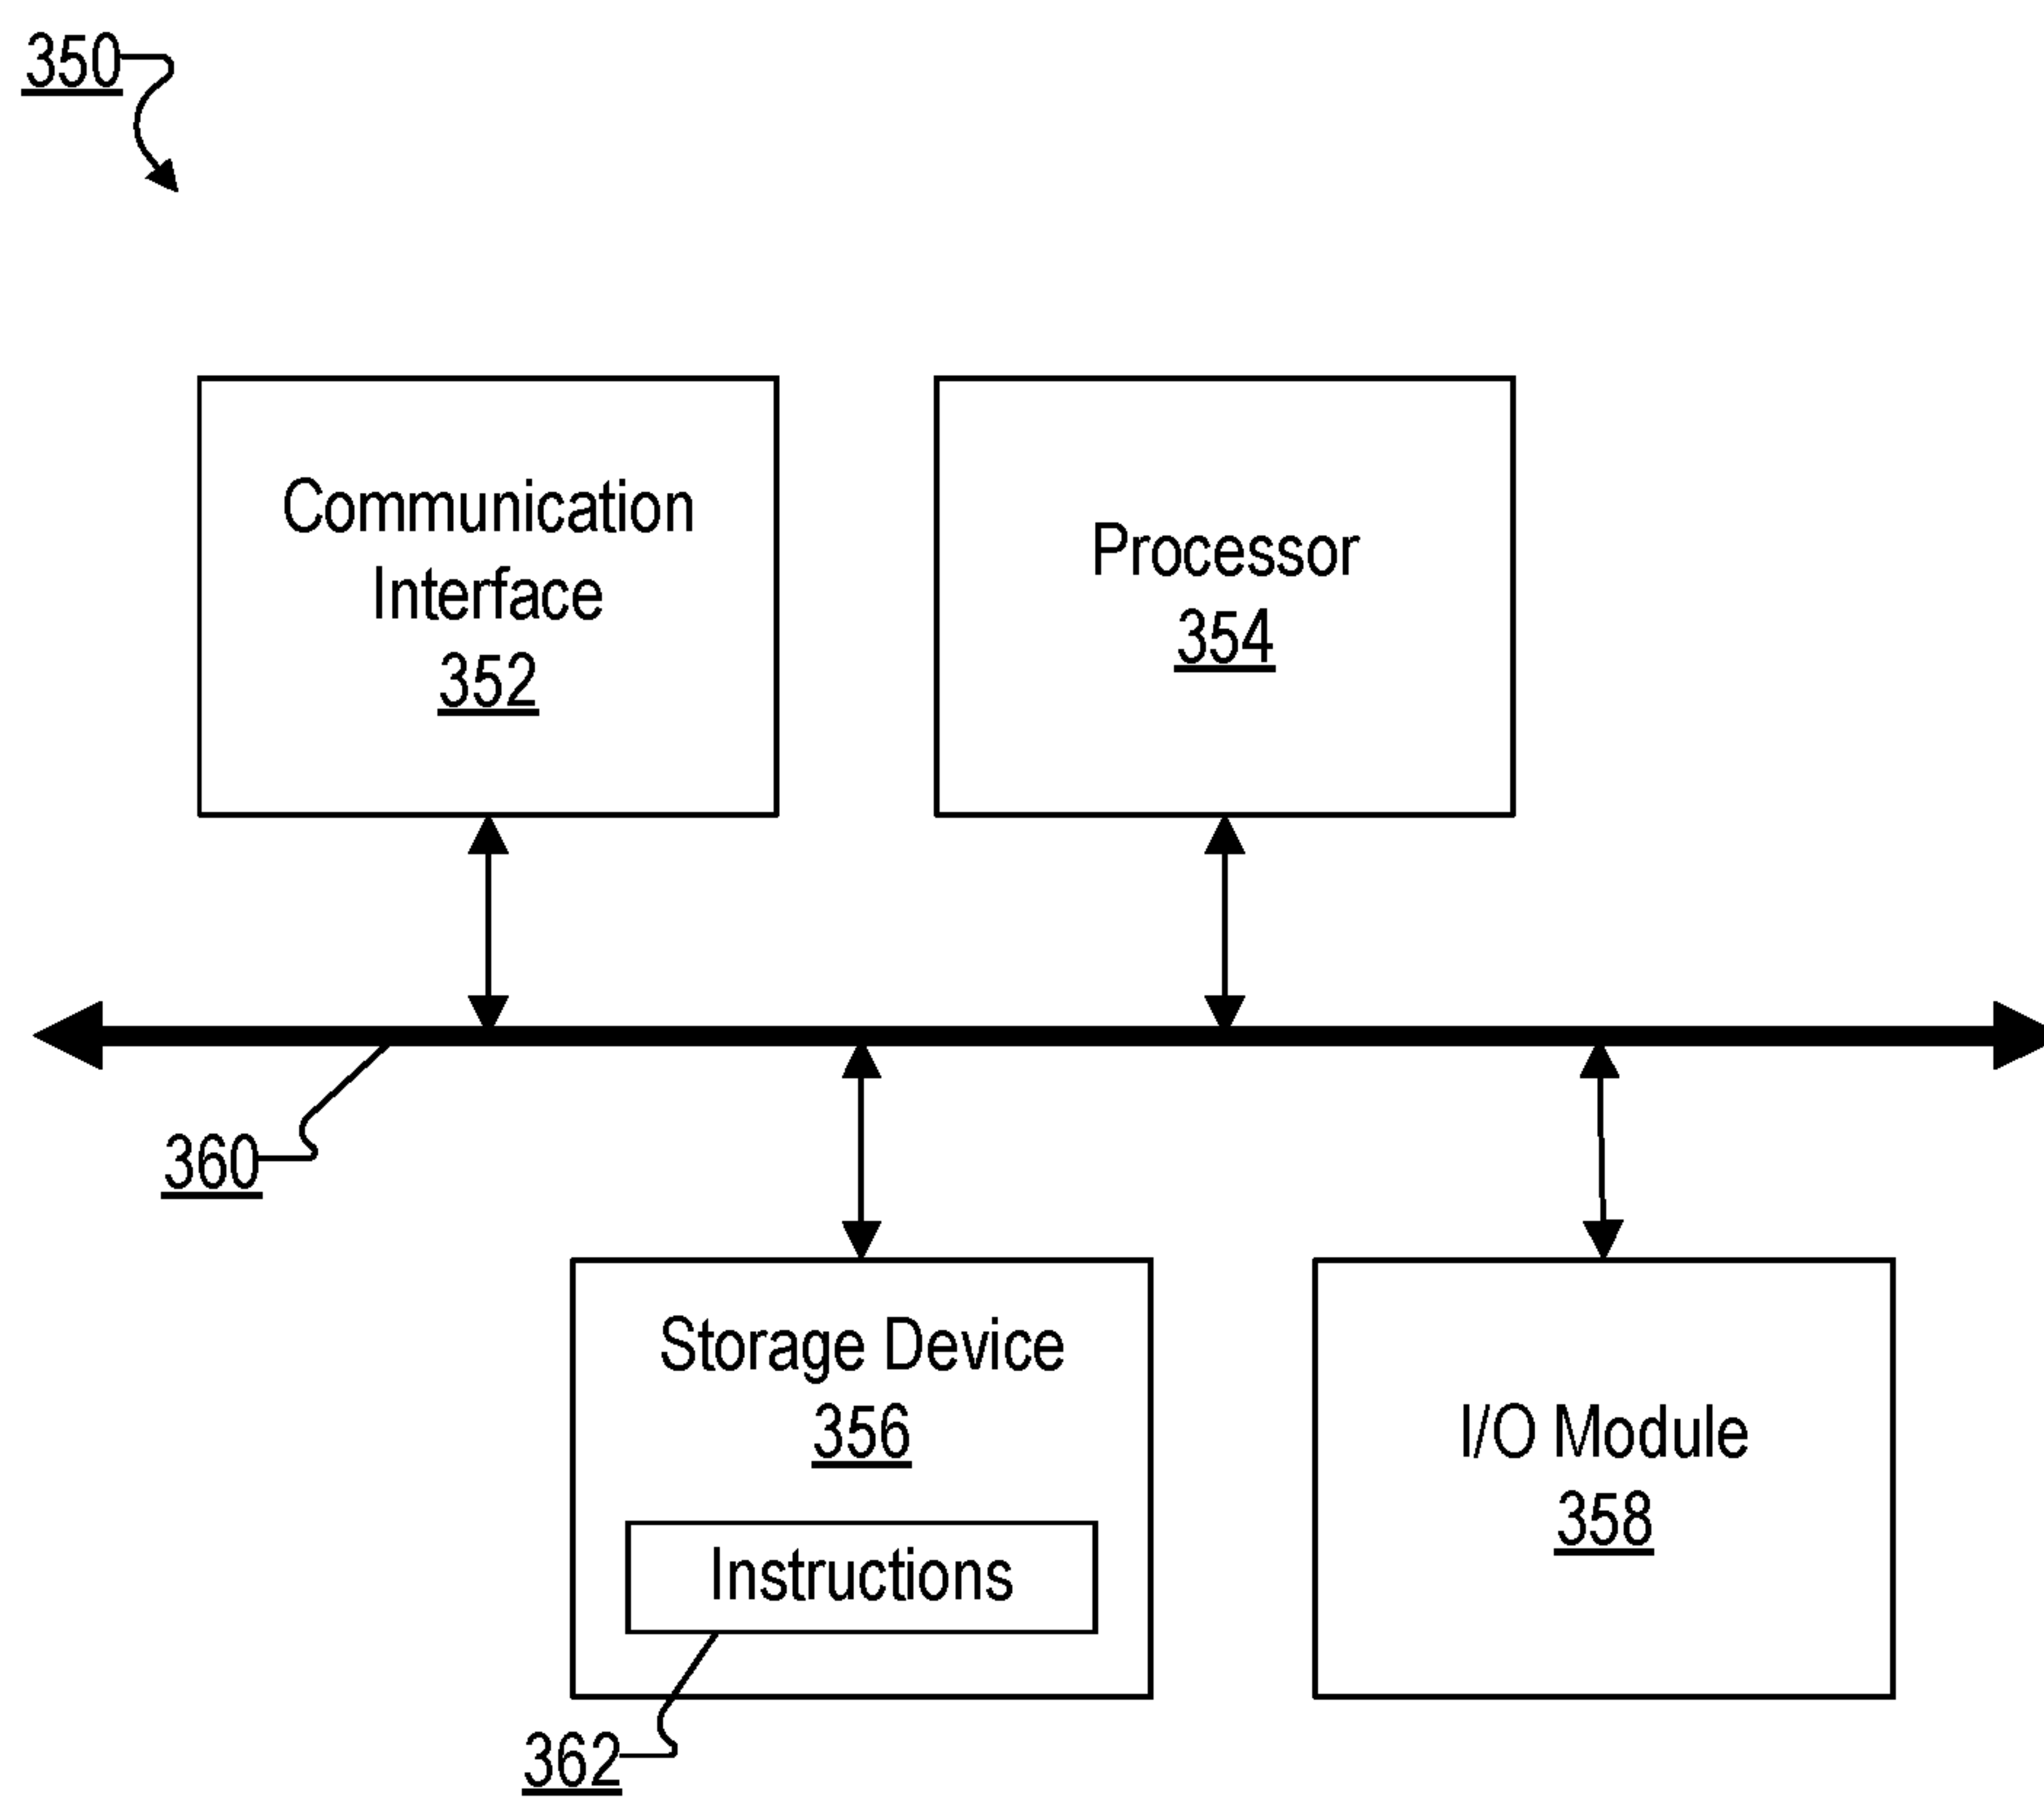 350
Communication
Interface
352
Processor
354
360
Storage Device
356
Instructions
362
I/O Module
358